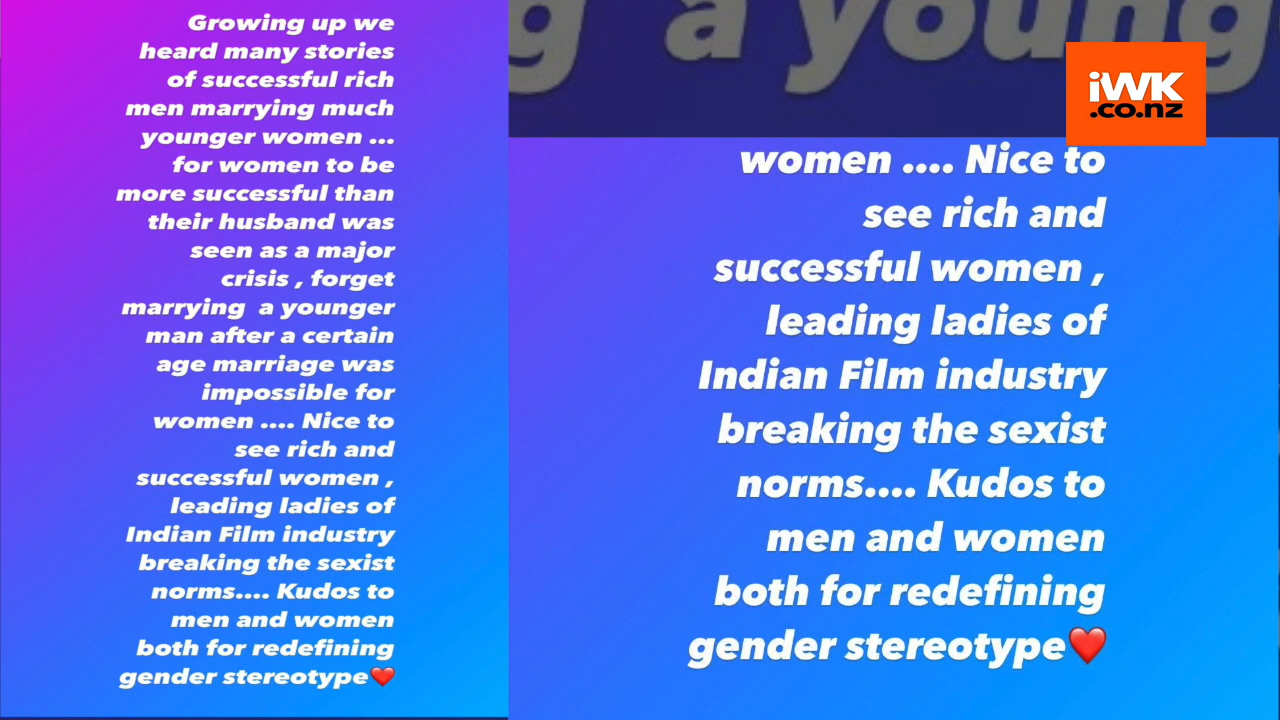 Growing up we
heard many stories
of successful rich
men marrying much
younger women ...
for women to be
more successful than
their husband was
seen as a major
crisis , forget
marrying  a younger
man after a certain
age marriage was
impossible for
women .... Nice to
see rich and
successful women ,
leading ladies of
Indian Film industry
breaking the sexist
norms.... Kudos to
men and women
both for redefining
gender stereotype❤️
g  a young
iWK
.co.nz
women .... Nice to
see rich and
successful women ,
leading ladies of
Indian Film industry
breaking the sexist
norms.... Kudos to
men and women
both for redefining
gender stereotype❤️